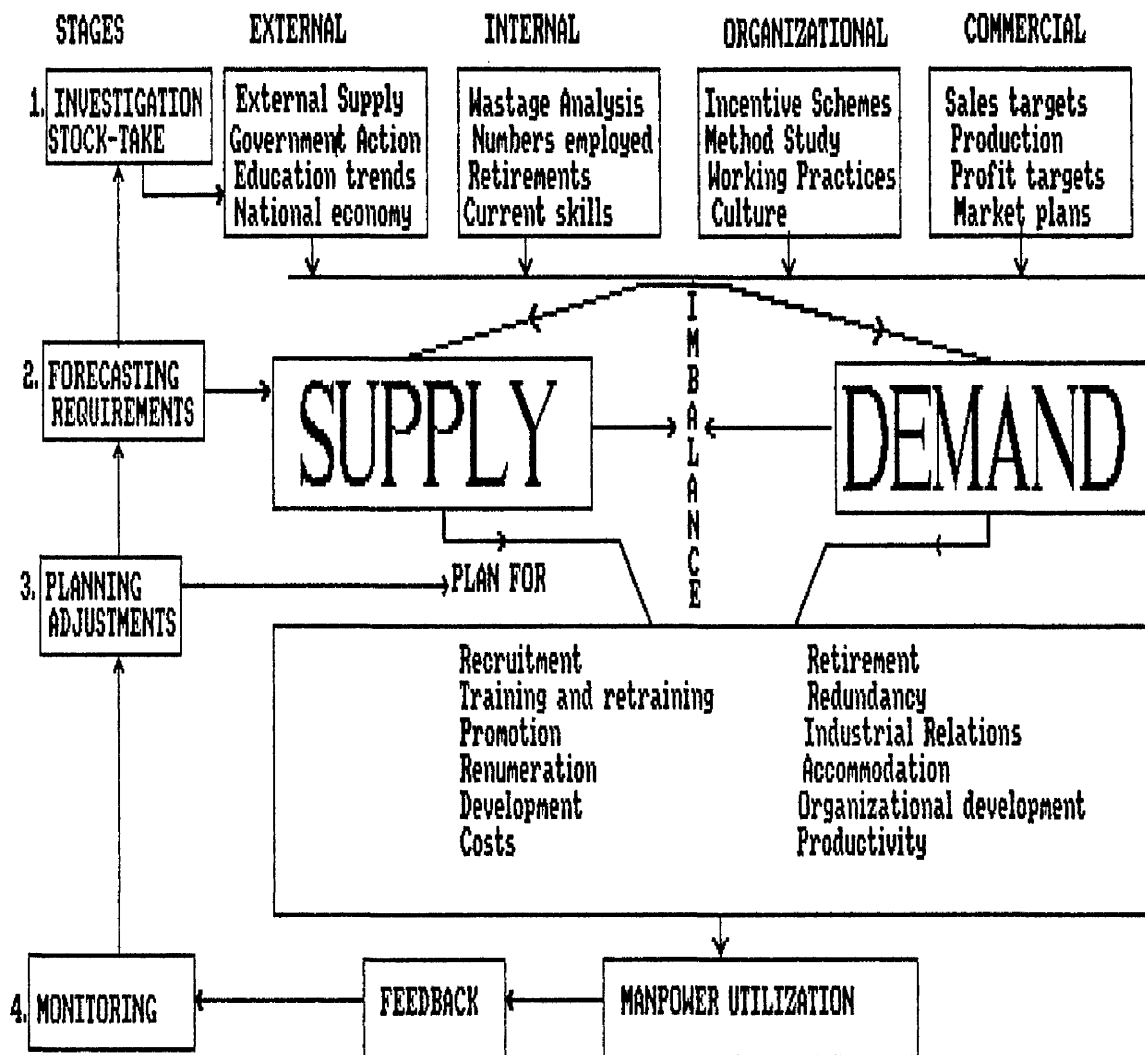 STAGES
EXTERNAL
INTERNAL
ORGANIZATIONAL
COMMERCIAL
1. INVESTIGATION
STOCK-TAKE
External Supply
Government Action
Education trends
National economy
Wastage Analysis
Numbers employed
Retirements
Current skills
Incentive Schemes
Method Study
Working Practices
Culture
Sales targets
Production
Profit targets
Market plans
IMBALANCE
2. FORECASTING
REQUIREMENTS
SUPPLY
DEMAND
3. PLANNING
ADJUSTMENTS
PLAN FOR
Recruitment
Training and retraining
Promotion
Renumeration
Development
Costs
Retirement
Redundancy
Industrial Relations
Accommodation
Organizational development
Productivity
4. MONITORING
FEEDBACK
MANPOWER UTILIZATION